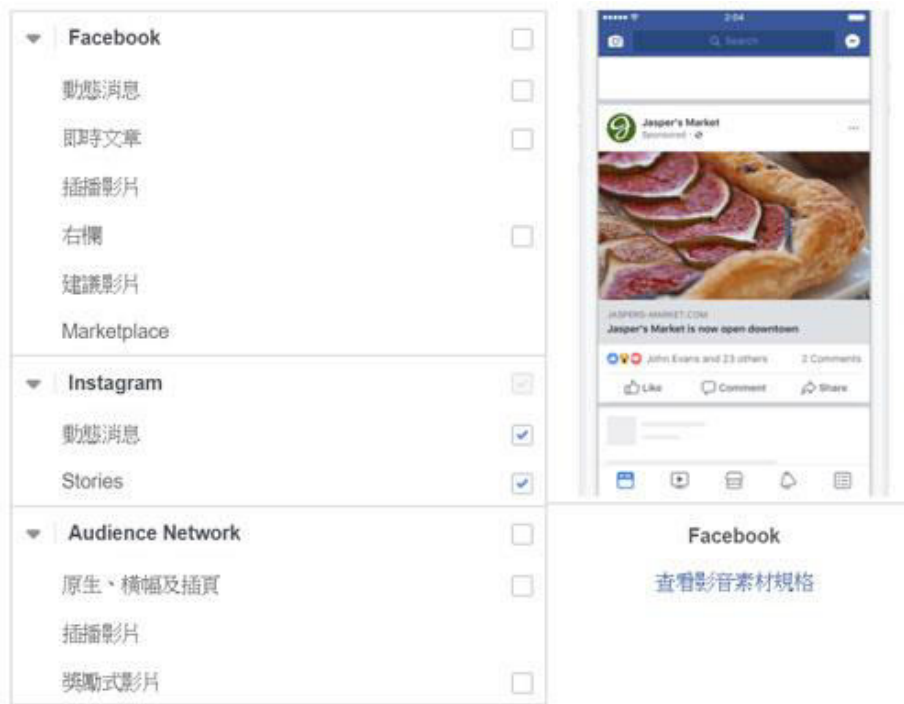 Facebook
動態消息
即時文章
插播影片
右欄
建議影片
Marketplace
Instagram
動態消息
Stories
Audience Network
原生、橫幅及插頁
插播影片
獎勵式影片
2:04
Search
Jasper's Market
Sponsored
JASPERS-MARKET.COM
Jasper's Market is now open downtown
John Evans and 23 others 2 Comments
Like Comment Share
Facebook
查看影音素材規格